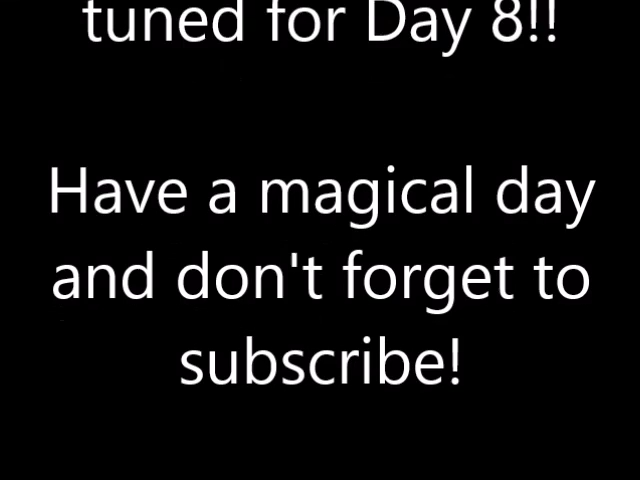 tuned for Day 8!!
Have a magical day
and don't forget to
subscribe!